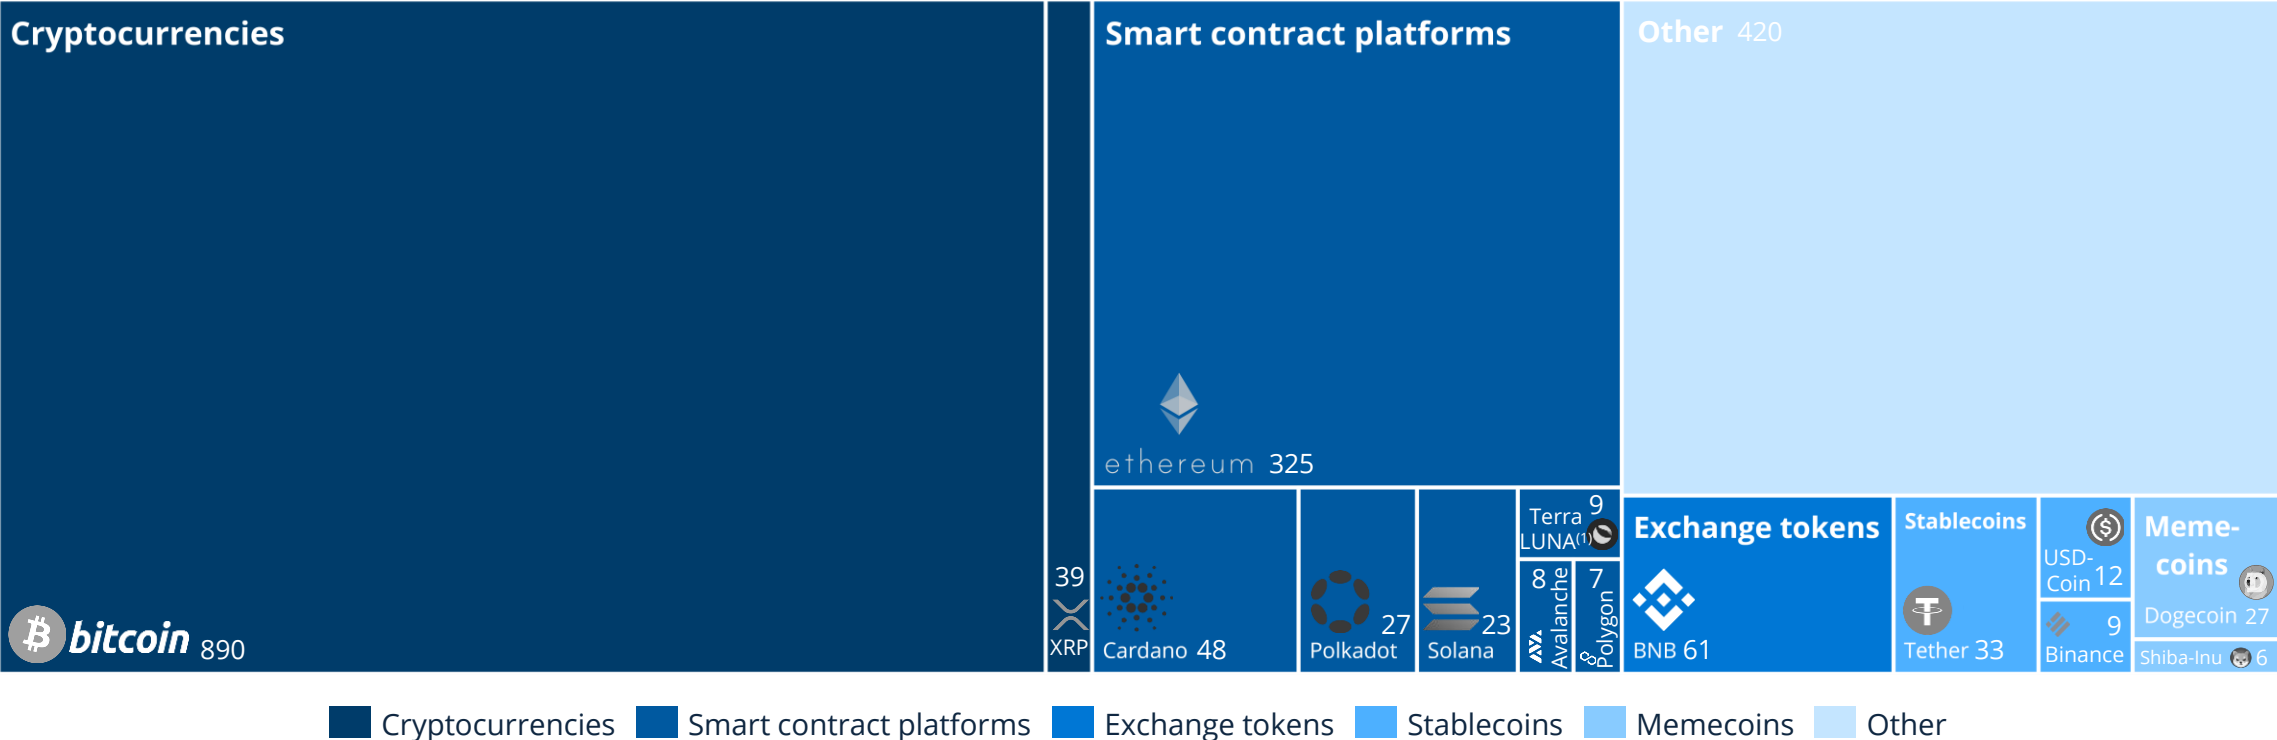 Cryptocurrencies
bitcoin 890
39
XRP
Smart contract platforms
ethereum 325
Cardano 48
27
Polkadot
23
Solana
9
Terra
LUNA(1)
8
Avalanche
7
Polygon
Other 420
Exchange tokens
BNB 61
Stablecoins
Tether 33
USD-
Coin 12
9
Binance
Meme-
coins
Dogecoin 27
Shiba-Inu 6
Cryptocurrencies Smart contract platforms Exchange tokens Stablecoins Memecoins Other